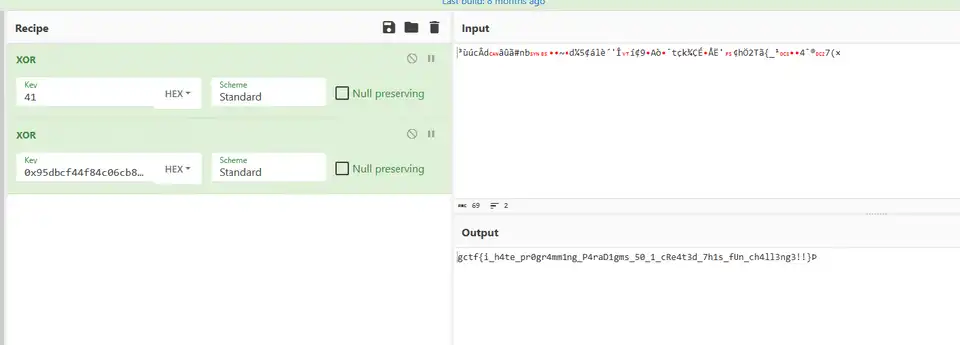 Last build: 8 months ago
Recipe
Input
XOR
Key
41
HEX
Scheme
Standard
Null preserving
XOR
Key
0x95dbcf44f84c06cb8…
HEX
Scheme
Standard
Null preserving
ABC 69 2
Output
gctf{i_h4te_pr0gr4mm1ng_P4raD1gms_50_1_cRe4t3d_7h1s_fUn_ch4ll3ng3!!}Þ